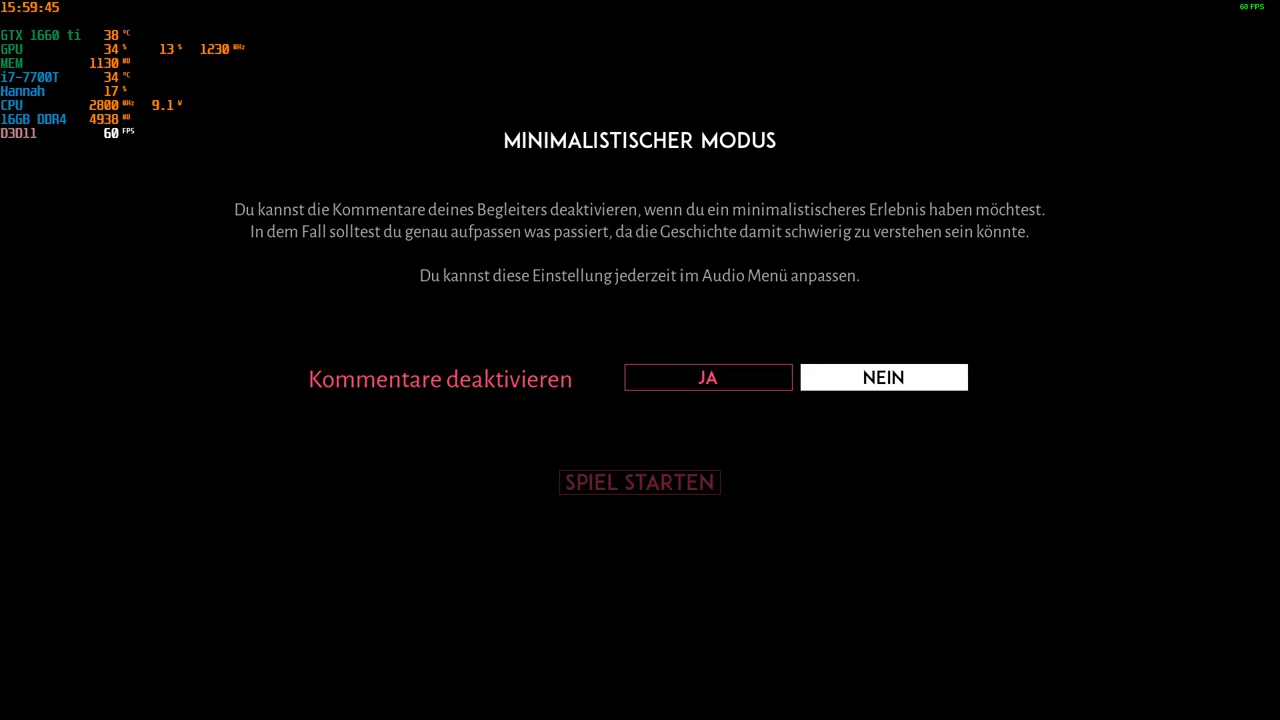 15:59:45
60 FPS
GTX 1660 ti 38 °C
GPU 34 % 13 % 1230 MHz
MEM 1130 MB
i7-7700T 34 °C
Hannah 17 %
CPU 2800 MHz 9.1 W
16GB DDR4 4938 MB
D3D11 60 FPS
MINIMALISTISCHER MODUS
Du kannst die Kommentare deines Begleiters deaktivieren, wenn du ein minimalistischeres Erlebnis haben möchtest.
In dem Fall solltest du genau aufpassen was passiert, da die Geschichte damit schwierig zu verstehen sein könnte.
Du kannst diese Einstellung jederzeit im Audio Menü anpassen.
Kommentare deaktivieren JA NEIN
SPIEL STARTEN